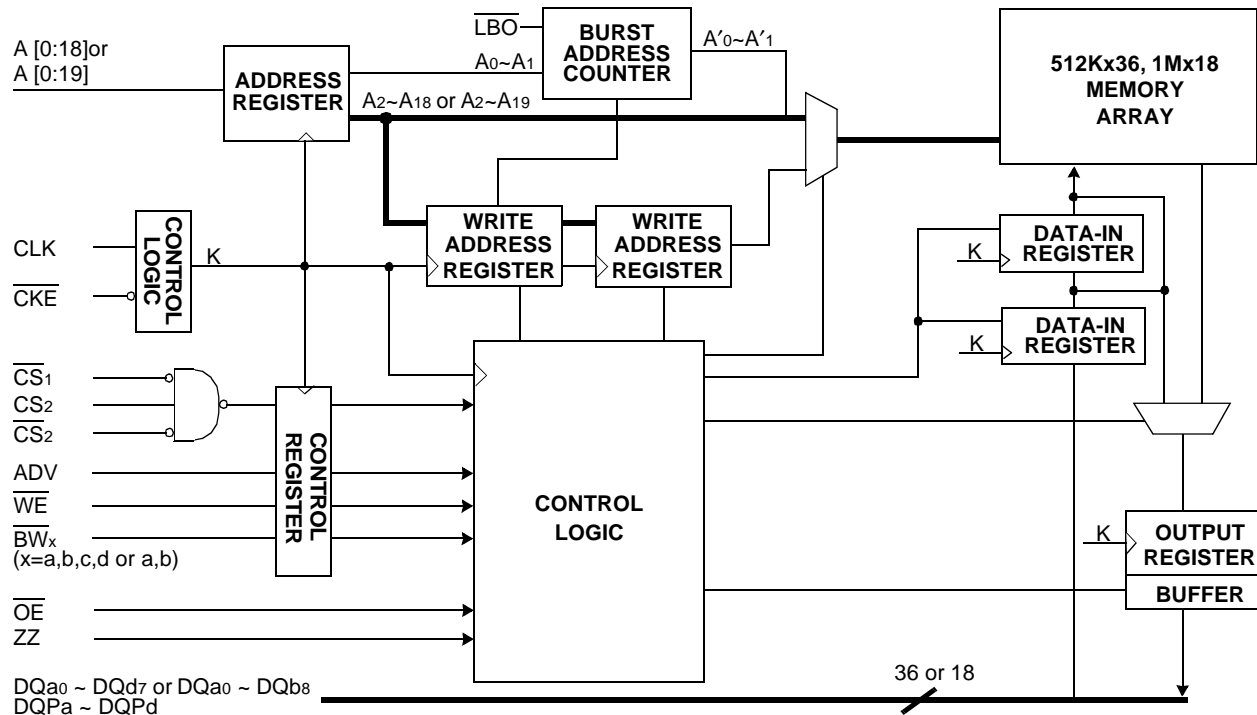 A [0:18]or
A [0:19]
ADDRESS
REGISTER
LBO
A0~A1
BURST
ADDRESS
COUNTER
A′0~A′1
A2~A18 or A2~A19
512Kx36, 1Mx18
MEMORY
ARRAY
CLK
CKE
CONTROL
LOGIC
K
WRITE
ADDRESS
REGISTER
WRITE
ADDRESS
REGISTER
K
DATA-IN
REGISTER
K
DATA-IN
REGISTER
CS1
CS2
CS2
ADV
WE
BWx
(x=a,b,c,d or a,b)
CONTROL
REGISTER
CONTROL
LOGIC
K
OUTPUT
REGISTER
BUFFER
OE
ZZ
DQa0 ~ DQd7 or DQa0 ~ DQb8
DQPa ~ DQPd
36 or 18